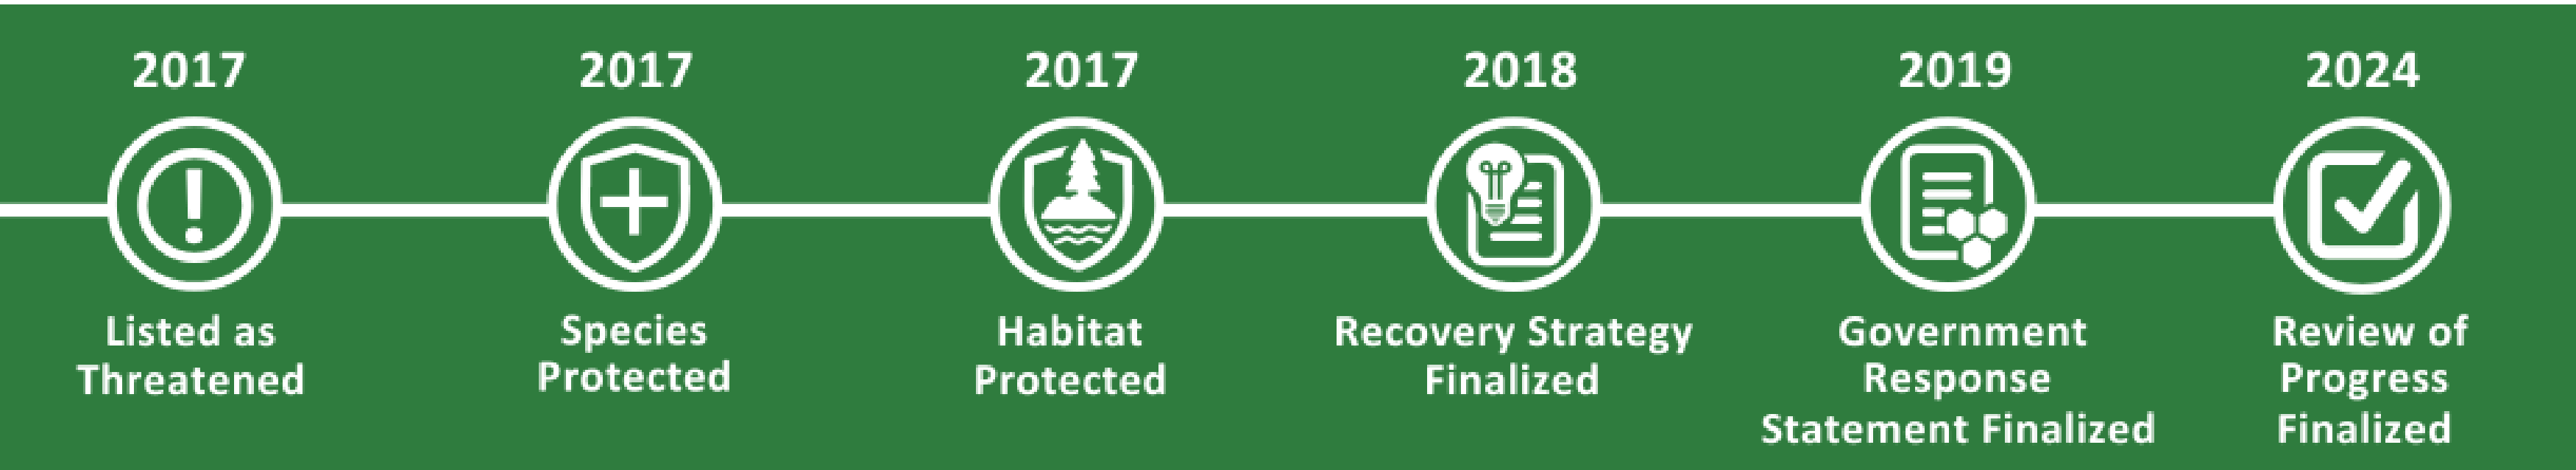 2017
Listed as
Threatened
2017
Species
Protected
2017
Habitat
Protected
2018
Recovery Strategy
Finalized
2019
Government
Response
Statement Finalized
2024
Review of
Progress
Finalized